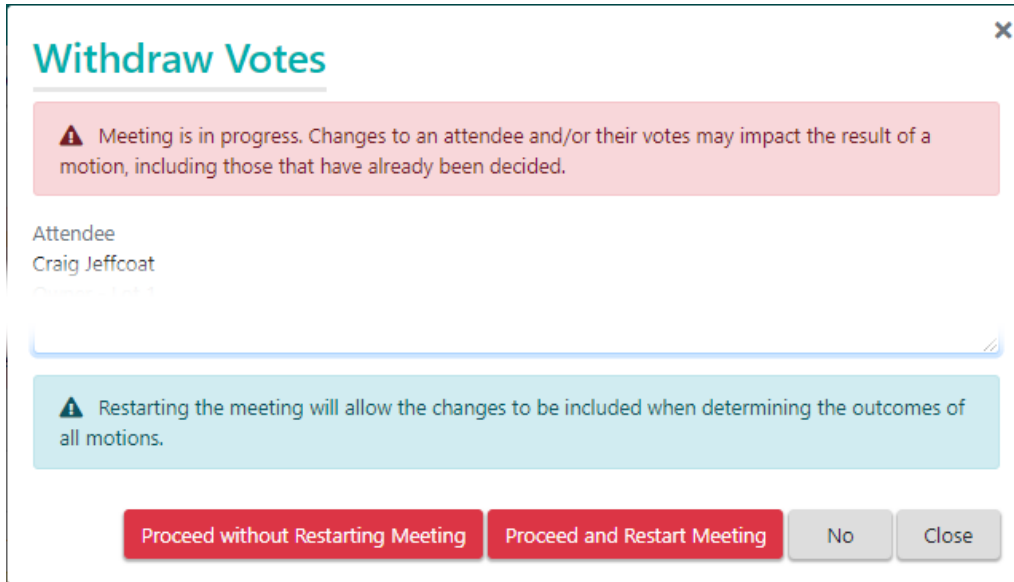 Withdraw Votes
Meeting is in progress. Changes to an attendee and/or their votes may impact the result of a
motion, including those that have already been decided.
Attendee
Craig Jeffcoat
Restarting the meeting will allow the changes to be included when determining the outcomes of
all motions.
Proceed without Restarting Meeting Proceed and Restart Meeting No Close